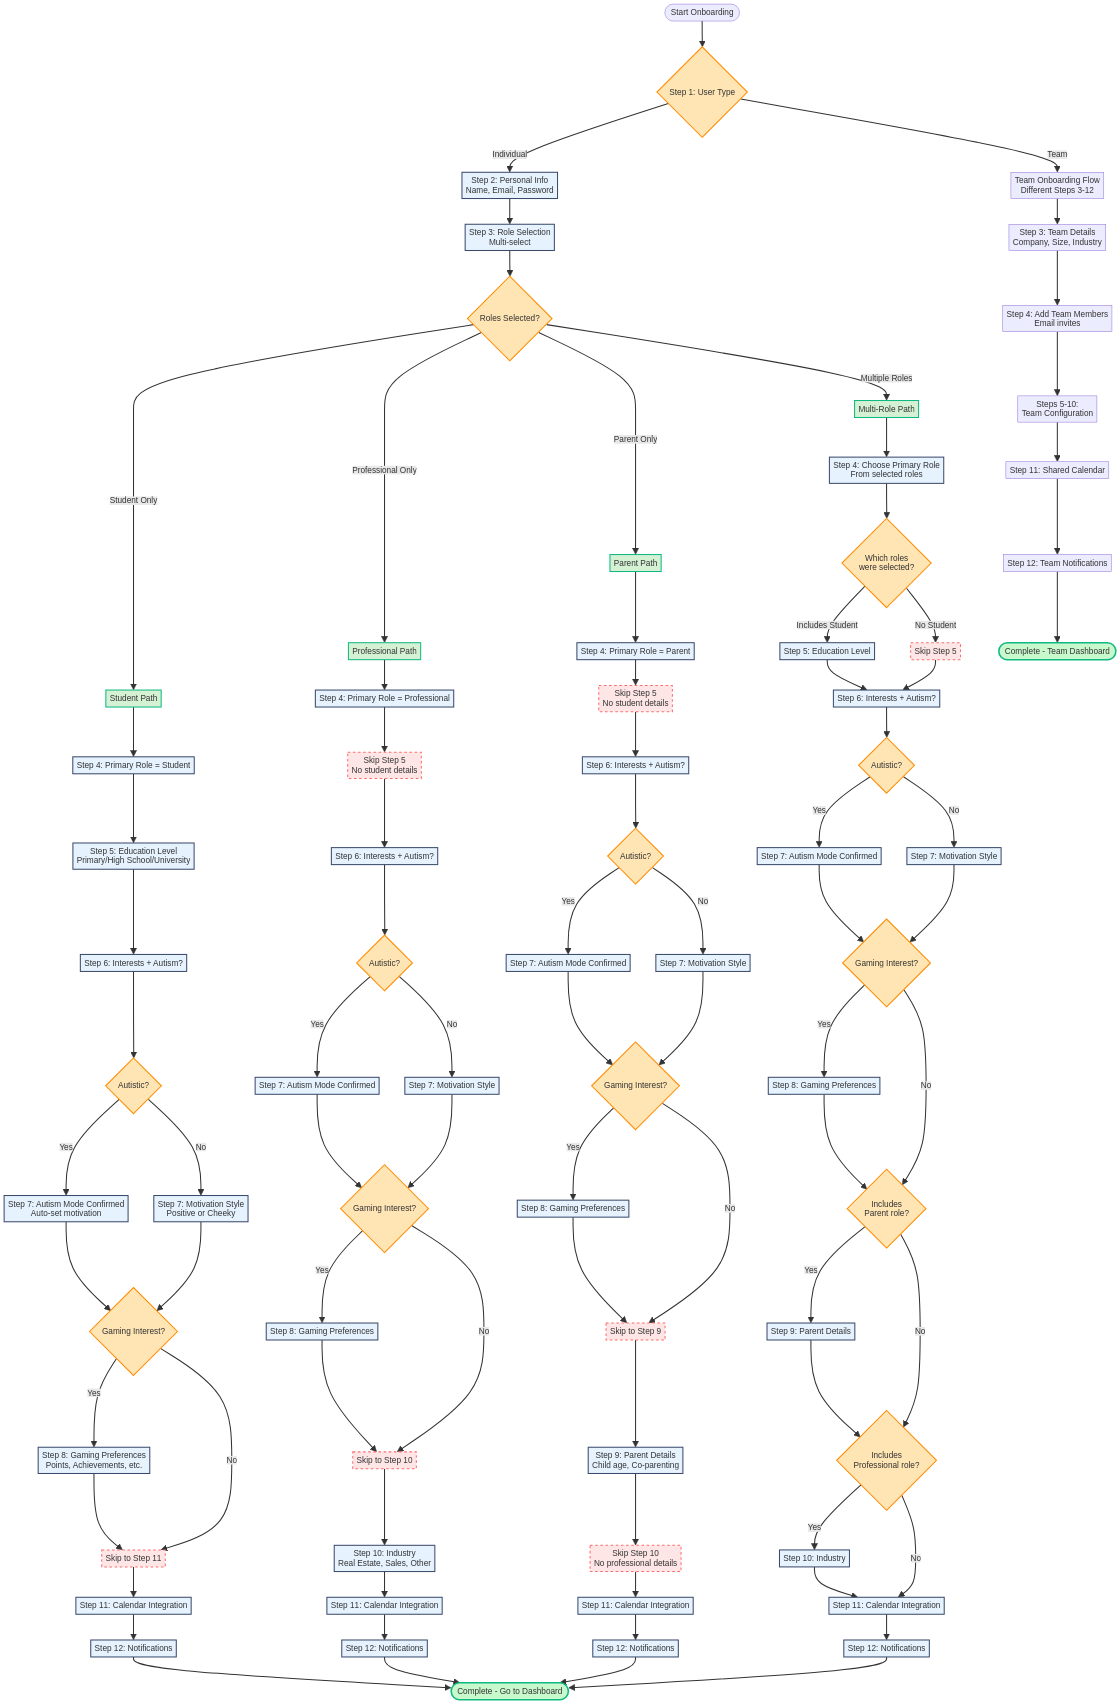 Start Onboarding
Step 1: User Type
Individual
Team
Step 2: Personal Info
Name, Email, Password
Team Onboarding Flow
Different Steps 3-12
Step 3: Role Selection
Multi-select
Step 3: Team Details
Company, Size, Industry
Roles Selected?
Step 4: Add Team Members
Email invites
Multiple Roles
Multi-Role Path
Steps 5-10:
Team Configuration
Parent Only
Professional Only
Student Only
Step 4: Choose Primary Role
From selected roles
Step 11: Shared Calendar
Which roles
were selected?
Parent Path
Step 12: Team Notifications
Includes Student
No Student
Professional Path
Step 4: Primary Role = Parent
Step 5: Education Level
Skip Step 5
Complete - Team Dashboard
Student Path
Step 4: Primary Role = Professional
Skip Step 5
No student details
Step 6: Interests + Autism?
Step 4: Primary Role = Student
Skip Step 5
No student details
Step 6: Interests + Autism?
Autistic?
Yes
No
Step 5: Education Level
Primary/High School/University
Step 6: Interests + Autism?
Autistic?
Step 7: Autism Mode Confirmed
Step 7: Motivation Style
Yes
No
Step 6: Interests + Autism?
Autistic?
Step 7: Autism Mode Confirmed
Step 7: Motivation Style
Gaming Interest?
Yes
No
Yes
Autistic?
Step 7: Autism Mode Confirmed
Step 7: Motivation Style
Gaming Interest?
Step 8: Gaming Preferences
No
Yes
No
Yes
Step 7: Autism Mode Confirmed
Auto-set motivation
Step 7: Motivation Style
Positive or Cheeky
Gaming Interest?
Step 8: Gaming Preferences
No
Includes
Parent role?
Yes
Yes
Gaming Interest?
Step 8: Gaming Preferences
No
Skip to Step 9
Step 9: Parent Details
No
Yes
Step 8: Gaming Preferences
Points, Achievements, etc.
No
Skip to Step 10
Step 9: Parent Details
Child age, Co-parenting
Includes
Professional role?
Yes
No
Skip to Step 11
Step 10: Industry
Real Estate, Sales, Other
Skip Step 10
No professional details
Step 10: Industry
Step 11: Calendar Integration
Step 11: Calendar Integration
Step 11: Calendar Integration
Step 11: Calendar Integration
Step 12: Notifications
Step 12: Notifications
Step 12: Notifications
Step 12: Notifications
Complete - Go to Dashboard